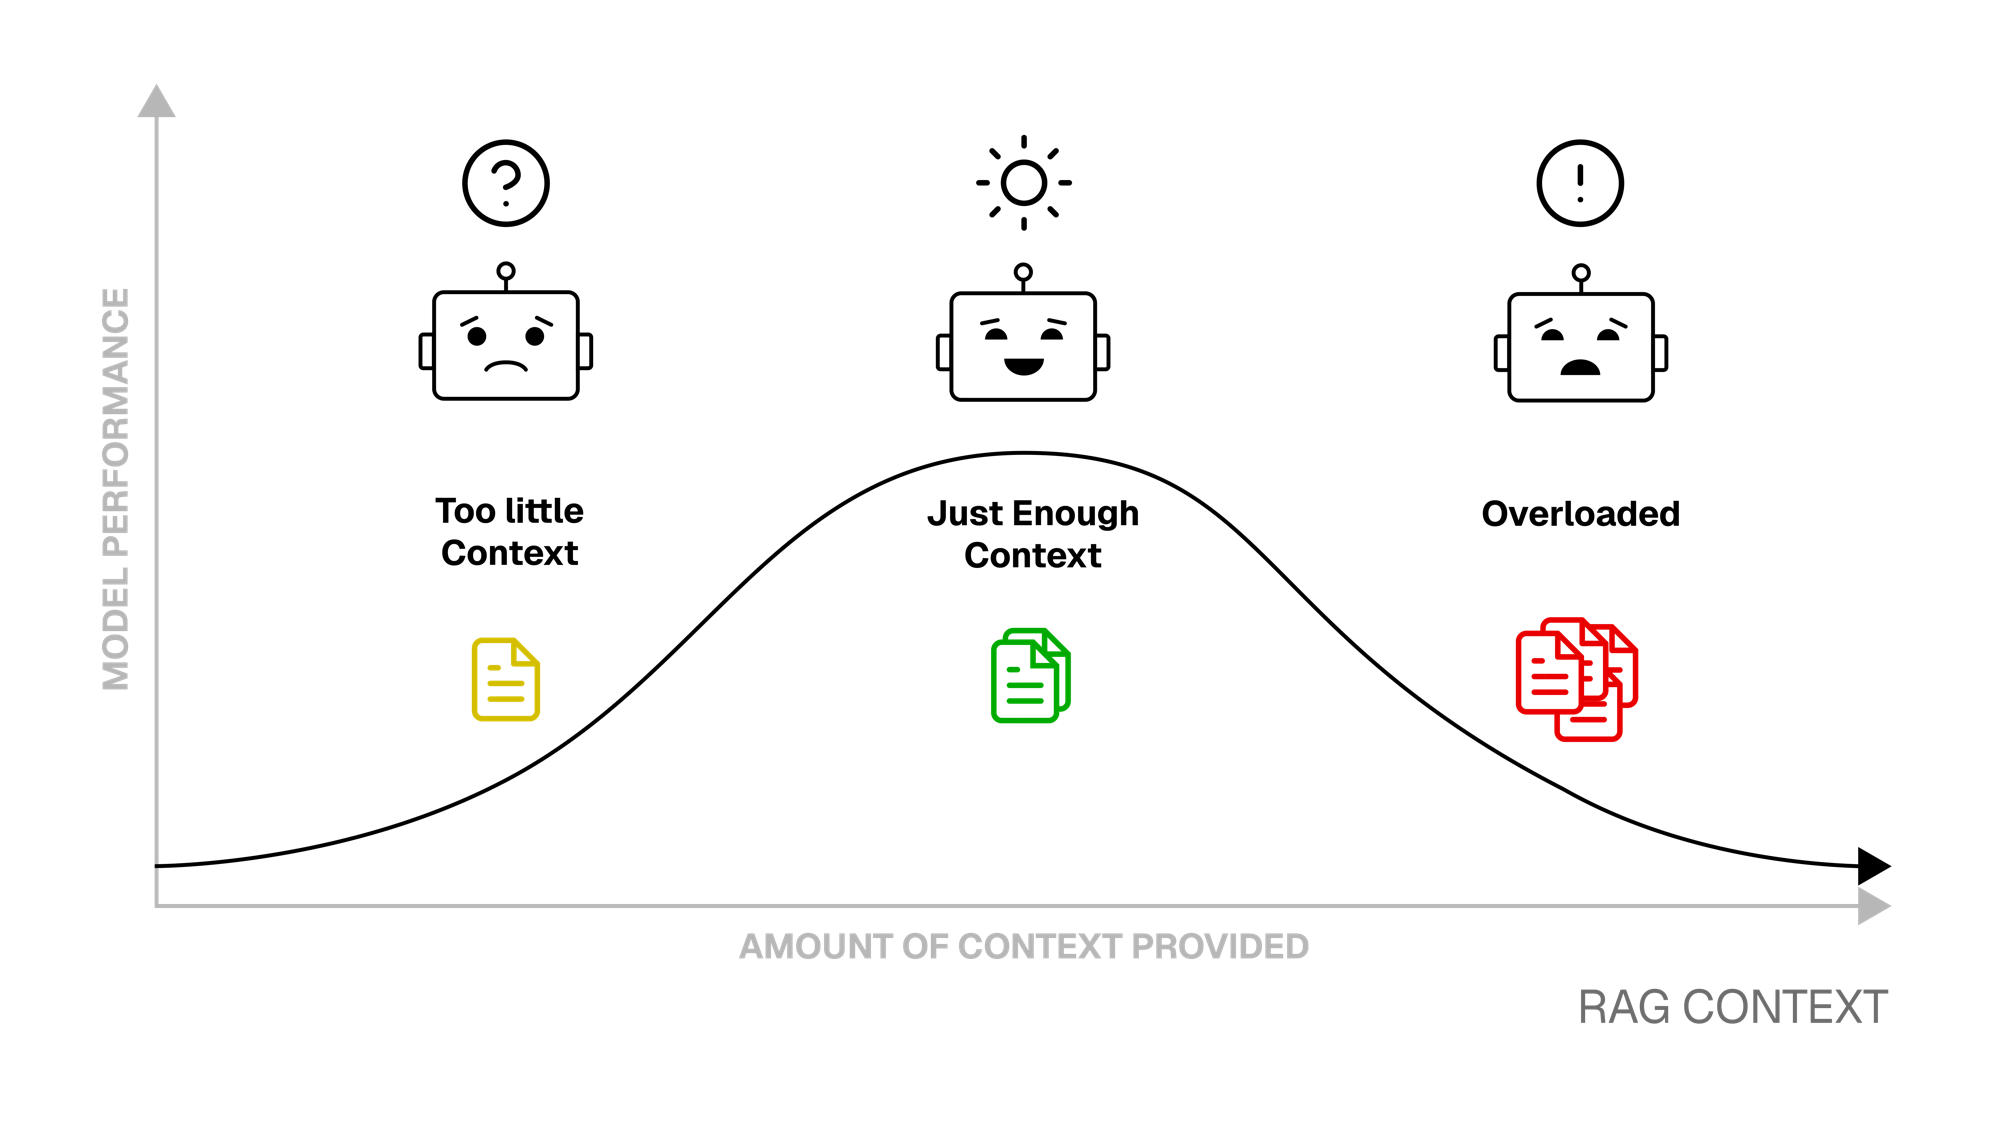 MODEL PERFORMANCE
?
!
Too little
Context
Just Enough
Context
Overloaded
AMOUNT OF CONTEXT PROVIDED
RAG CONTEXT